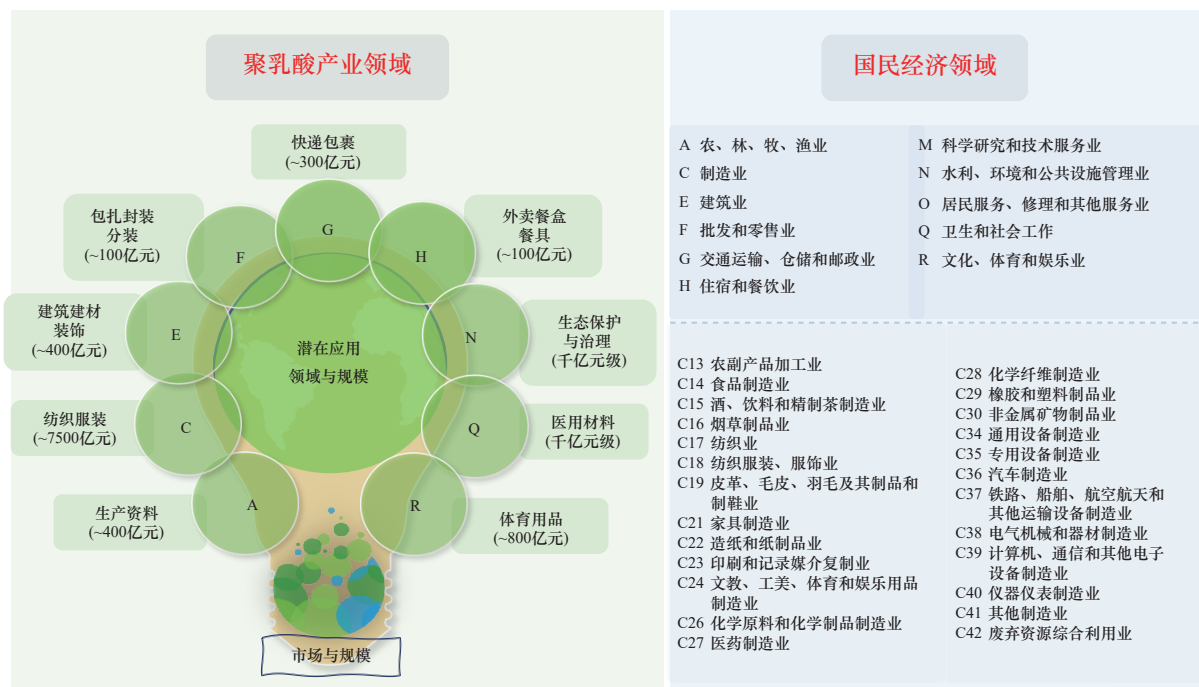 聚乳酸产业领域
快递包裹
(~300亿元)
包扎封装
分装
(~100亿元)
外卖餐盒
餐具
(~100亿元)
建筑建材
装饰
(~400亿元)
生态保护
与治理
(千亿元级)
纺织服装
(~7500亿元)
医用材料
(千亿元级)
生产资料
(~400亿元)
体育用品
(~800亿元)
G
F
H
E
N
C
Q
A
R
潜在应用
领域与规模
市场与规模
国民经济领域
A 农、林、牧、渔业
C 制造业
E 建筑业
F 批发和零售业
G 交通运输、仓储和邮政业
H 住宿和餐饮业
M 科学研究和技术服务业
N 水利、环境和公共设施管理业
O 居民服务、修理和其他服务业
Q 卫生和社会工作
R 文化、体育和娱乐业
C13 农副产品加工业
C14 食品制造业
C15 酒、饮料和精制茶制造业
C16 烟草制品业
C17 纺织业
C18 纺织服装、服饰业
C19 皮革、毛皮、羽毛及其制品和
制鞋业
C21 家具制造业
C22 造纸和纸制品业
C23 印刷和记录媒介复制业
C24 文教、工美、体育和娱乐用品
制造业
C26 化学原料和化学制品制造业
C27 医药制造业
C28 化学纤维制造业
C29 橡胶和塑料制品业
C30 非金属矿物制品业
C34 通用设备制造业
C35 专用设备制造业
C36 汽车制造业
C37 铁路、船舶、航空航天和
其他运输设备制造业
C38 电气机械和器材制造业
C39 计算机、通信和其他电子
设备制造业
C40 仪器仪表制造业
C41 其他制造业
C42 废弃资源综合利用业